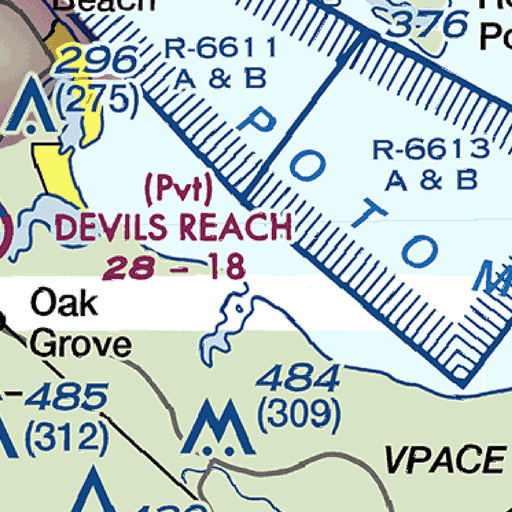 Beach
376
Po
R-6611
A & B
296
(275)
R-6613
A & B
POTOM
(Pvt)
DEVILS REACH
28 - 18
Oak
Grove
484
(309)
485
(312)
VPACE